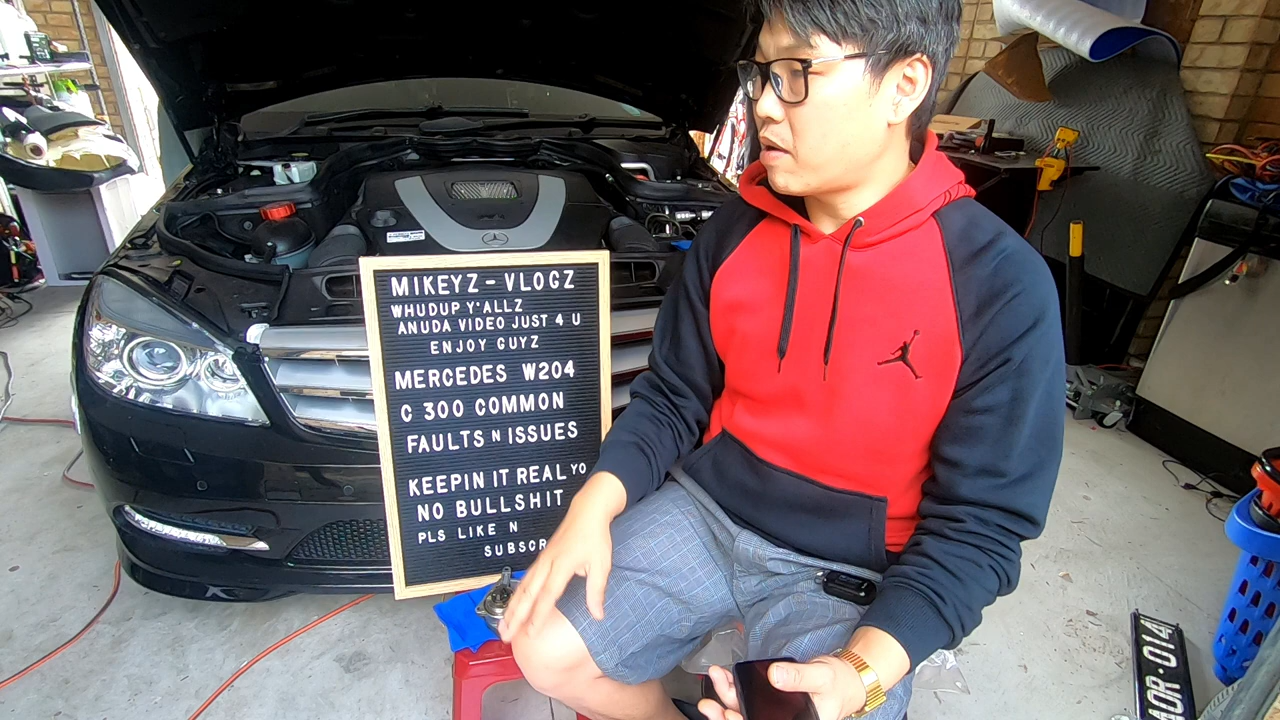 MIKEYZ-VLOGZ
WHUDUP Y'ALLZ
ANUDA VIDEO JUST 4 U
ENJOY GUYZ
MERCEDES W204
C 300 COMMON
FAULTS N ISSUES
KEEPIN IT REAL YO
NO BULLSHIT
PLS LIKE N
SUBSCR